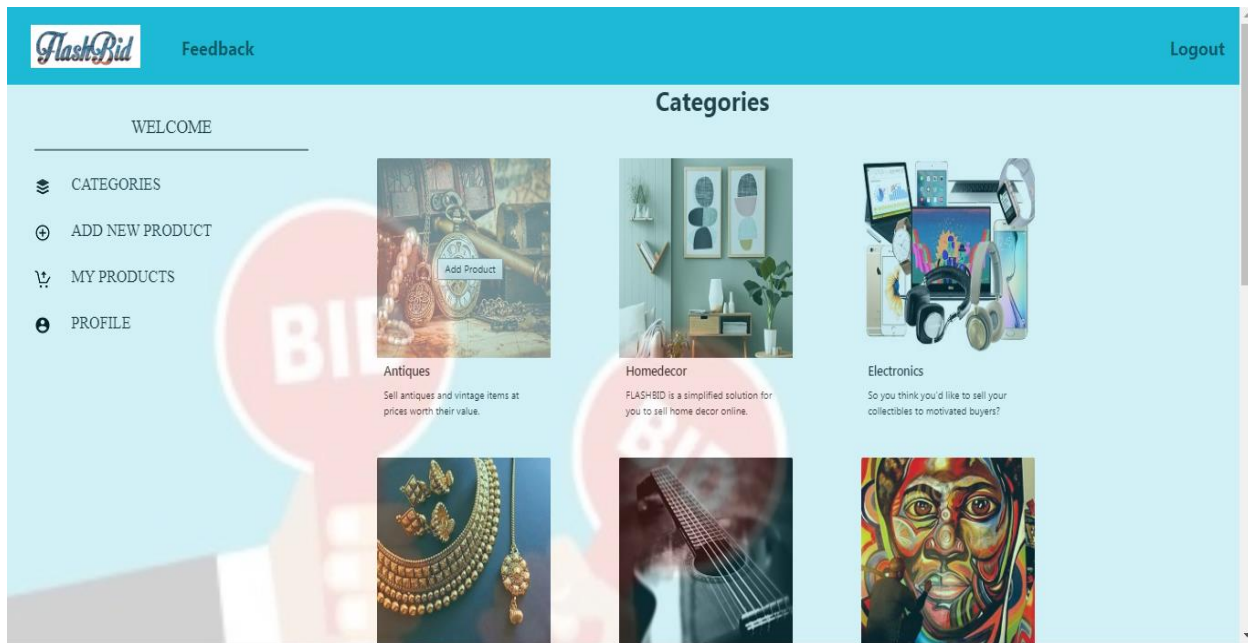 FlashBid
Feedback
Logout
Categories
WELCOME
CATEGORIES
ADD NEW PRODUCT
MY PRODUCTS
PROFILE
BID
BID
Add Product
Antiques
Sell antiques and vintage items at
prices worth their value.
Homedecor
FLASHBID is a simplified solution for
you to sell home decor online.
Electronics
So you think you'd like to sell your
collectibles to motivated buyers?